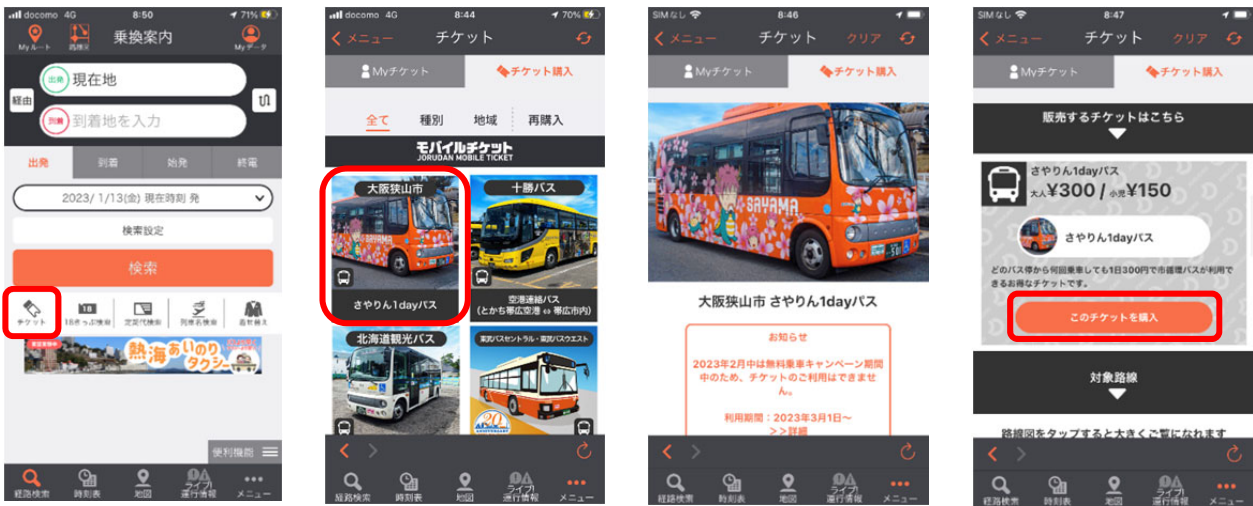 docomo 4G 8:50 71%
Myルート 路線図 乗換案内 Myデータ
出発 現在地
経由
到着 到着地を入力
出発 到着 始発 終電
2023/ 1/13(金) 現在時刻 発
検索設定
検索
チケット 18きっぷ検索 定期代検索 列車名検索 着せ替え
熱海あいのりタクシー
便利機能
経路検索 時刻表 地図 ライブ!運行情報 メニュー
docomo 4G 8:44 70%
メニュー チケット
Myチケット チケット購入
全て 種別 地域 再購入
モバイルチケット
JORUDAN MOBILE TICKET
大阪狭山市 十勝バス
SAYAMA
さやりん1dayパス 空港連絡バス
(とかち帯広空港 ⇔ 帯広市内)
北海道観光バス 東武バスセントラル・東武バスウエスト
20
ANNIVERSARY
経路検索 時刻表 地図 ライブ!運行情報 メニュー
SIMなし 8:46
メニュー チケット クリア
Myチケット チケット購入
SAYAMA
大阪狭山市 さやりん1dayパス
お知らせ
2023年2月中は無料乗車キャンペーン期間
中のため、チケットのご利用はできませ
ん。
利用期間:2023年3月1日~
>>詳細
経路検索 時刻表 地図 ライブ!運行情報 メニュー
SIMなし 8:47
メニュー チケット クリア
Myチケット チケット購入
販売するチケットはこちら
さやりん1dayパス
大人¥300 / 小児¥150
さやりん1dayパス
どのバス停から何回乗車しても1日300円で市循環バスが利用で
きるお得なチケットです。
このチケットを購入
対象路線
路線図をタップすると大きくご覧になれます
経路検索 時刻表 地図 ライブ!運行情報 メニュー